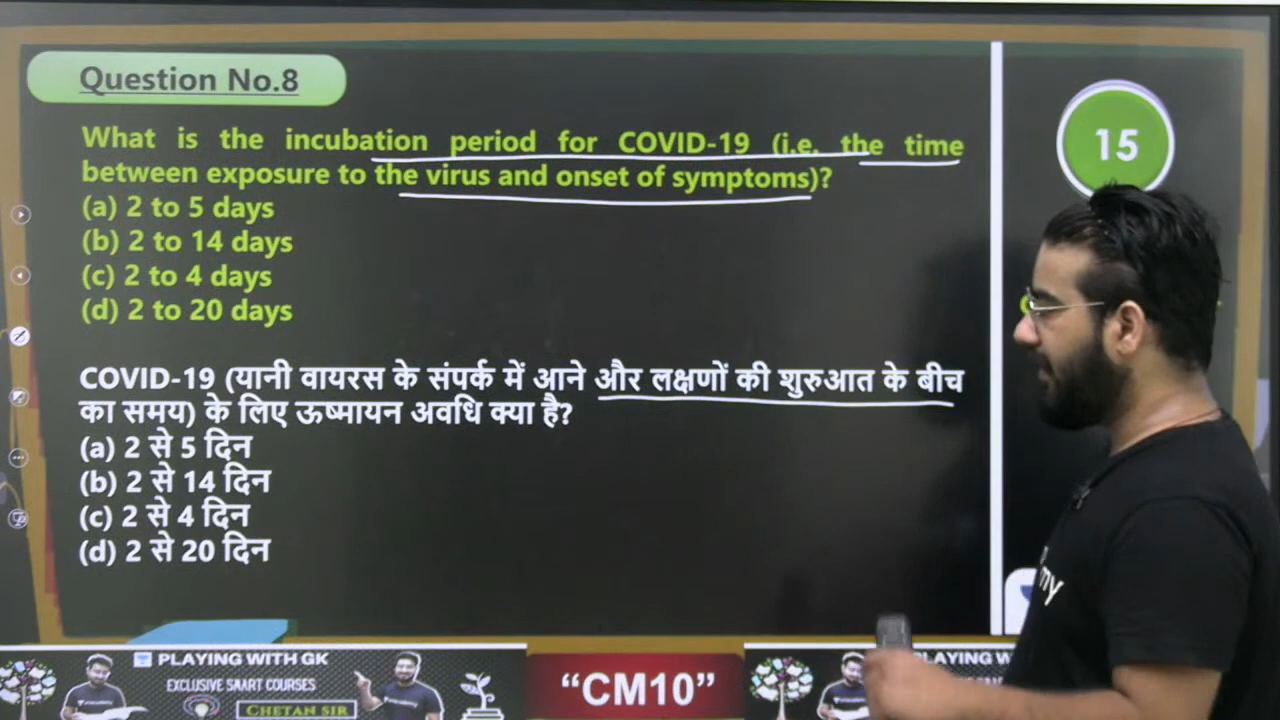 Question No.8
What is the incubation period for COVID-19 (i.e. the time
between exposure to the virus and onset of symptoms)?
(a) 2 to 5 days
(b) 2 to 14 days
(c) 2 to 4 days
(d) 2 to 20 days
COVID-19 (यानी वायरस के संपर्क में आने और लक्षणों की शुरुआत के बीच
का समय) के लिए ऊष्मायन अवधि क्या है?
(a) 2 से 5 दिन
(b) 2 से 14 दिन
(c) 2 से 4 दिन
(d) 2 से 20 दिन
15
my
PLAYING WITH GK
EXCLUSIVE SMART COURSES
CHETAN SIR
“CM10”
LAYING W